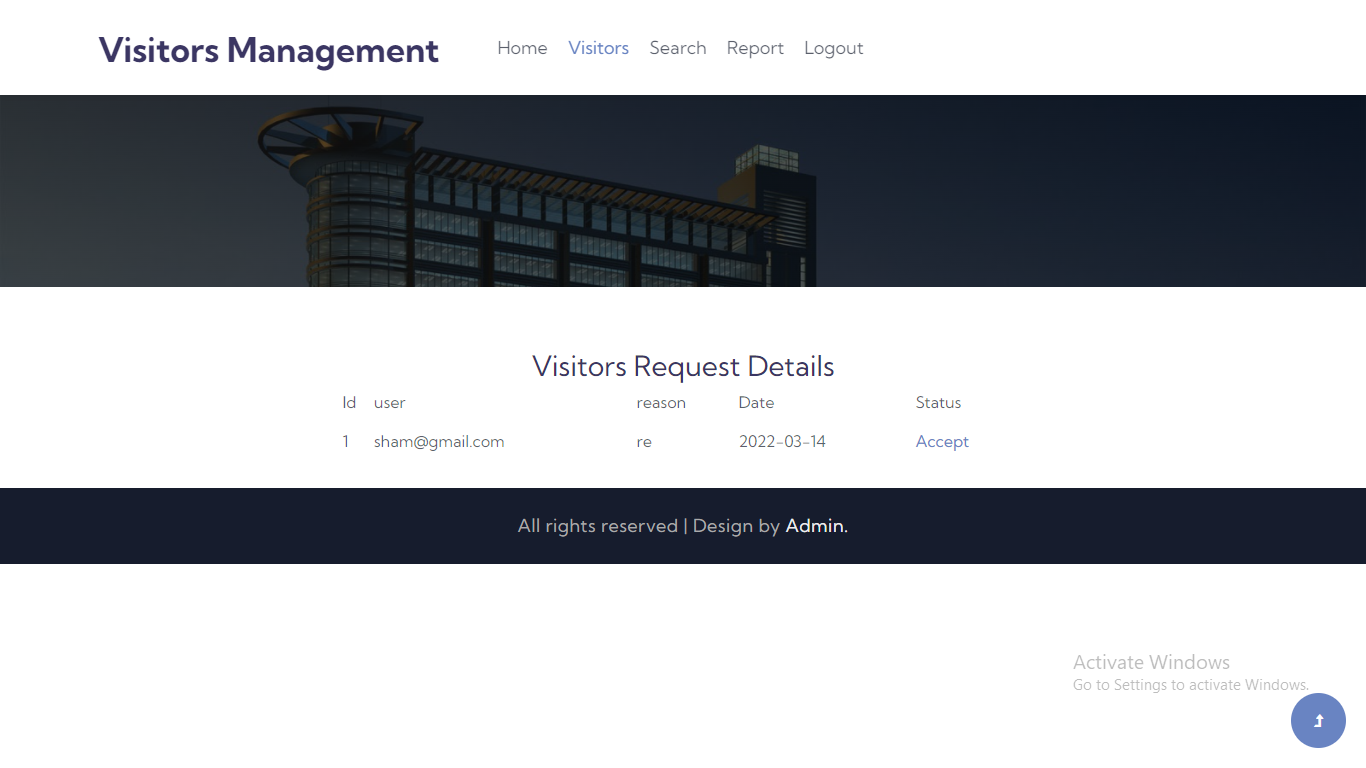 Visitors Management
Home Visitors Search Report Logout
Visitors Request Details
Id user reason Date Status
1 sham@gmail.com re 2022-03-14 Accept
All rights reserved | Design by Admin.
Activate Windows
Go to Settings to activate Windows.